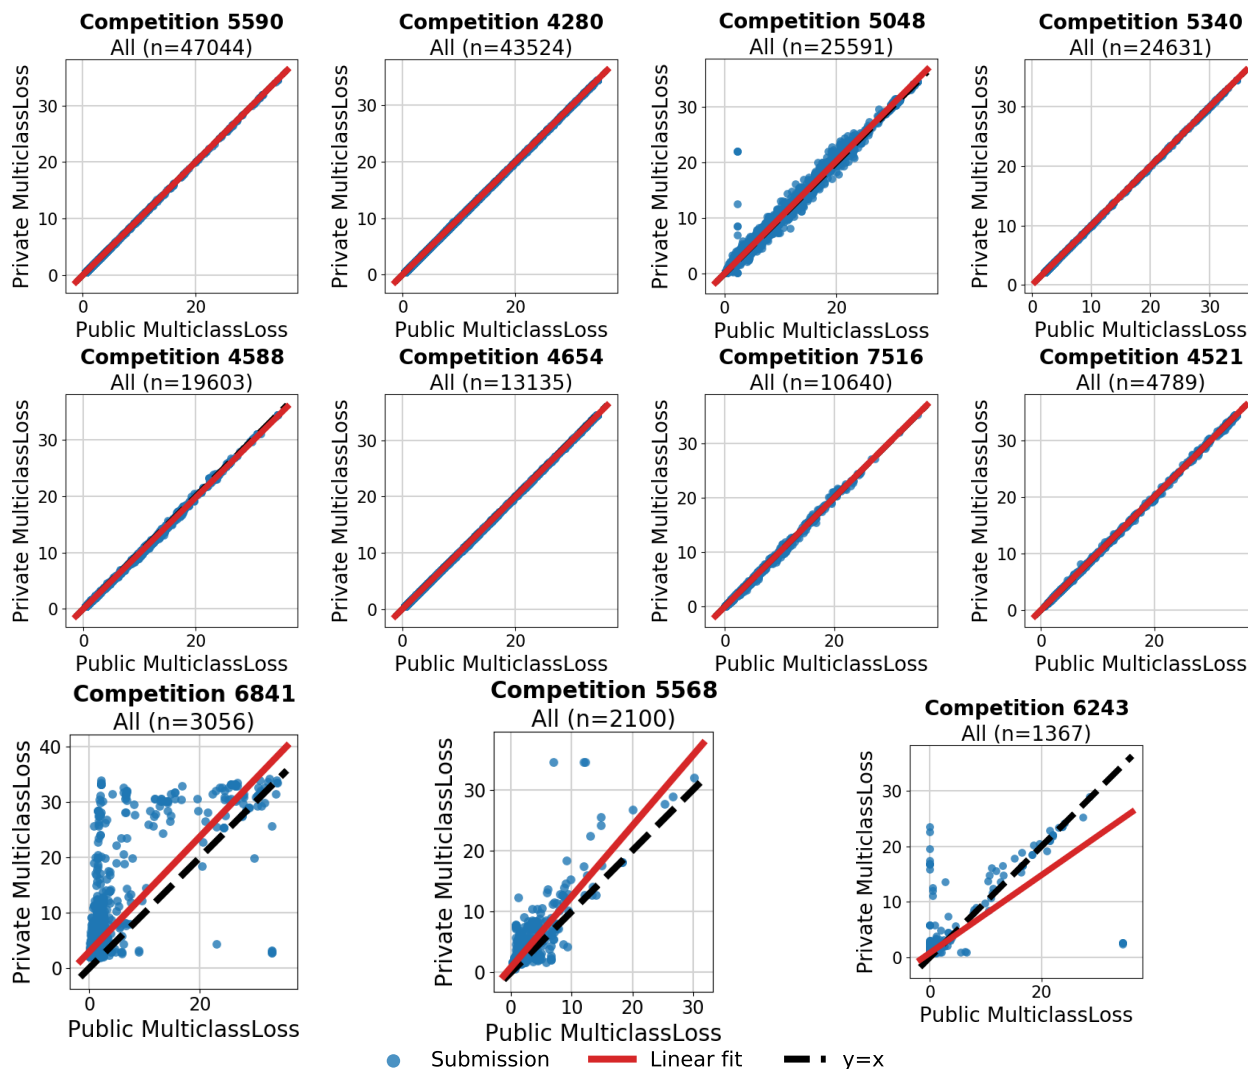 Competition 5590
All (n=47044)
Private MulticlassLoss
30
20
10
0
0
20
Public MulticlassLoss
Competition 4280
All (n=43524)
Private MulticlassLoss
30
20
10
0
0
20
Public MulticlassLoss
Competition 5048
All (n=25591)
Private MulticlassLoss
30
20
10
0
0
20
Public MulticlassLoss
Competition 5340
All (n=24631)
Private MulticlassLoss
30
20
10
0
0
10
20
30
Public MulticlassLoss
Competition 4588
All (n=19603)
Private MulticlassLoss
30
20
10
0
0
20
Public MulticlassLoss
Competition 4654
All (n=13135)
Private MulticlassLoss
30
20
10
0
0
20
Public MulticlassLoss
Competition 7516
All (n=10640)
Private MulticlassLoss
30
20
10
0
0
20
Public MulticlassLoss
Competition 4521
All (n=4789)
Private MulticlassLoss
30
20
10
0
0
20
Public MulticlassLoss
Competition 6841
All (n=3056)
Private MulticlassLoss
40
30
20
10
0
0
20
Public MulticlassLoss
Competition 5568
All (n=2100)
Private MulticlassLoss
30
20
10
0
0
10
20
30
Public MulticlassLoss
Competition 6243
All (n=1367)
Private MulticlassLoss
30
20
10
0
0
20
Public MulticlassLoss
Submission
Linear fit
y=x